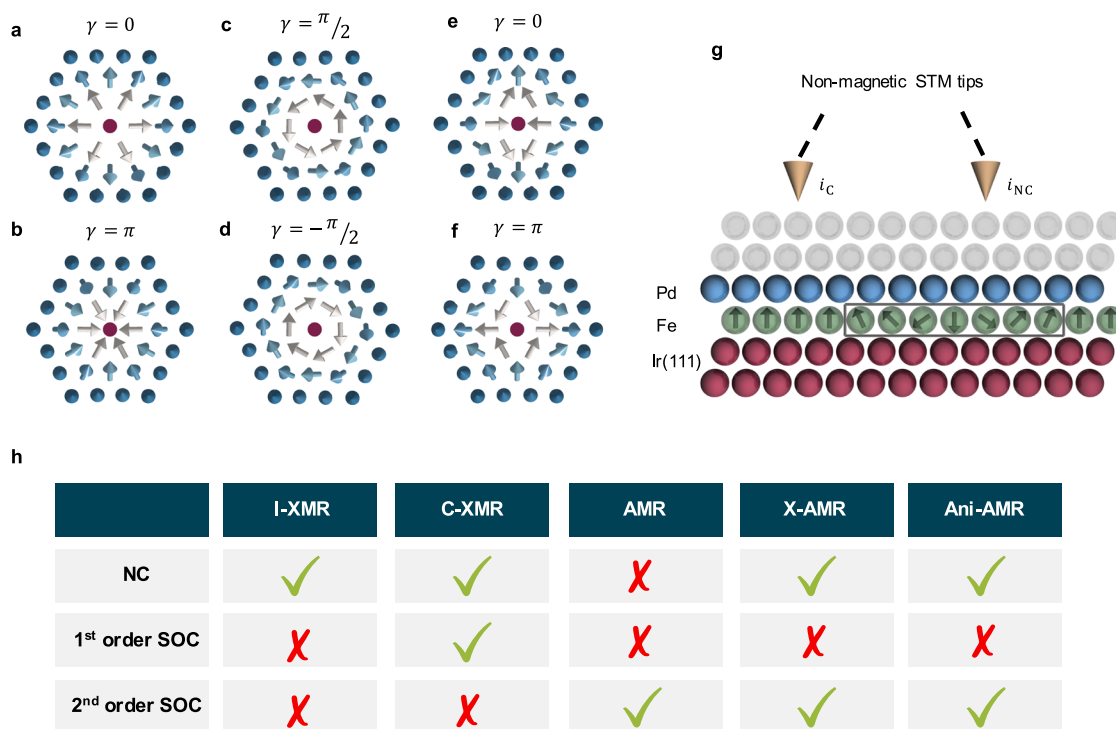 a γ = 0 c γ = π/2 e γ = 0
b γ = π d γ = −π/2 f γ = π
g
Non-magnetic STM tips
i_C i_NC
Pd
Fe
Ir(111)
h
I-XMR C-XMR AMR X-AMR Ani-AMR
NC ✓ ✓ ✗ ✓ ✓
1st order SOC ✗ ✓ ✗ ✗ ✗
2nd order SOC ✗ ✗ ✓ ✓ ✓